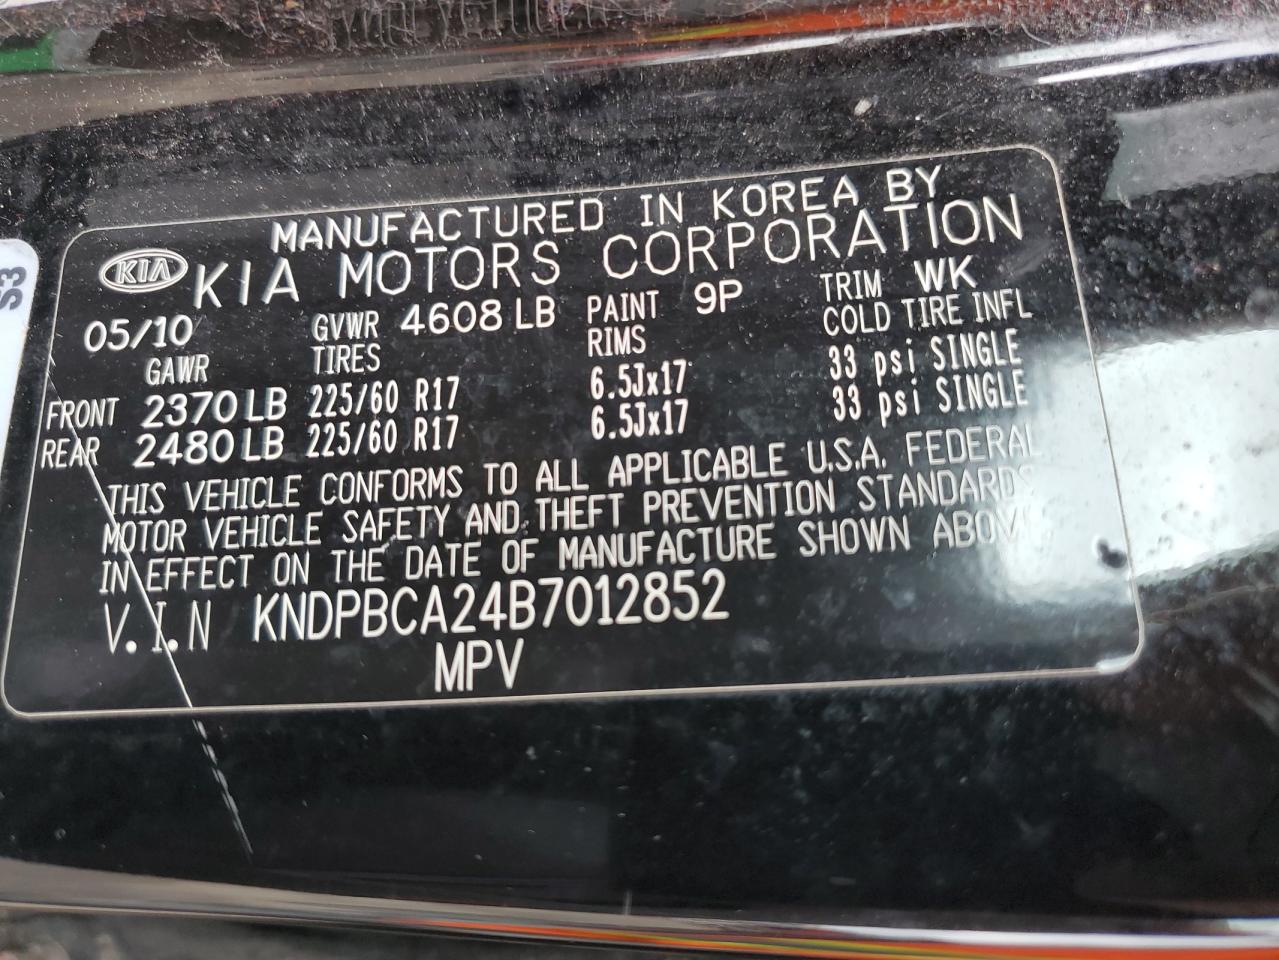 MANUFACTURED IN KOREA BY
KIA KIA MOTORS CORPORATION
05/10 GVWR 4608 LB PAINT 9P TRIM WK
GAWR TIRES RIMS COLD TIRE INFL
FRONT 2370 LB 225/60 R17 6.5Jx17 33 psi SINGLE
REAR 2480 LB 225/60 R17 6.5Jx17 33 psi SINGLE
THIS VEHICLE CONFORMS TO ALL APPLICABLE U.S.A. FEDERAL
MOTOR VEHICLE SAFETY AND THEFT PREVENTION STANDARDS
IN EFFECT ON THE DATE OF MANUFACTURE SHOWN ABOVE
V.I.N KNDPBCA24B7012852
MPV
S3